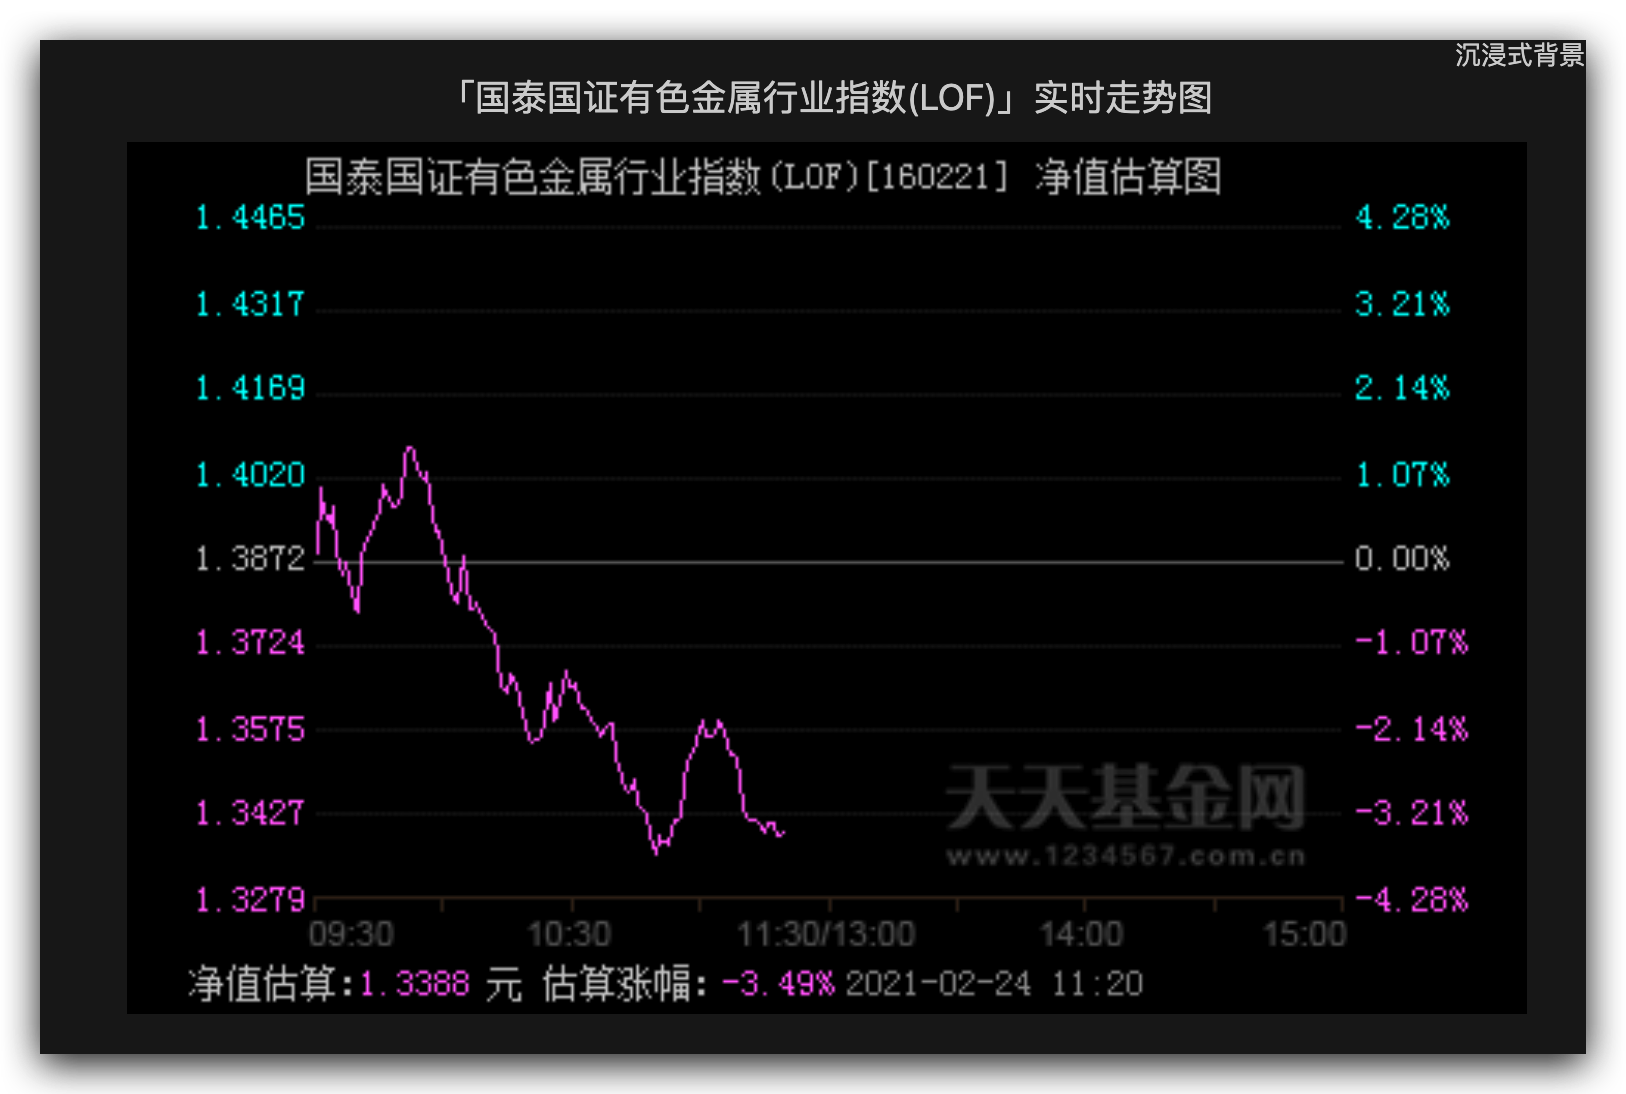 沉浸式背景
「国泰国证有色金属行业指数(LOF)」实时走势图
国泰国证有色金属行业指数(LOF)[160221] 净值估算图
1.4465 4.28%
1.4317 3.21%
1.4169 2.14%
1.4020 1.07%
1.3872 0.00%
1.3724 -1.07%
1.3575 -2.14%
天天基金网
1.3427 -3.21%
www.1234567.com.cn
1.3279 -4.28%
09:30 10:30 11:30/13:00 14:00 15:00
净值估算:1.3388 元 估算涨幅: -3.49% 2021-02-24 11:20